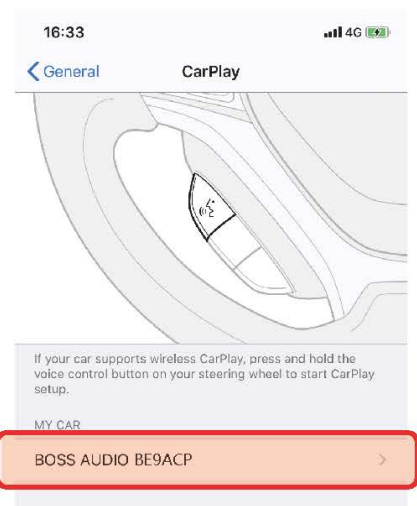 16:33
4G
General
CarPlay
If your car supports wireless CarPlay, press and hold the
voice control button on your steering wheel to start CarPlay
setup.
MY CAR
BOSS AUDIO BE9ACP